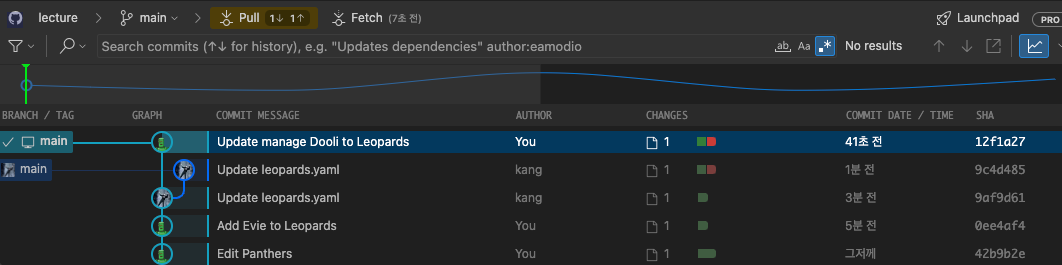 lecture main Pull 1↓ 1↑ Fetch (7초 전) Launchpad PRO
Search commits (↑↓ for history), e.g. "Updates dependencies" author:eamodio ab Aa .* No results
BRANCH / TAG GRAPH COMMIT MESSAGE AUTHOR CHANGES COMMIT DATE / TIME SHA
main Update manage Dooli to Leopards You 1 41초 전 12f1a27
main Update leopards.yaml kang 1 1분 전 9c4d485
Update leopards.yaml kang 1 3분 전 9af9d61
Add Evie to Leopards You 1 5분 전 0ee4af4
Edit Panthers You 1 그저께 42b9b2e